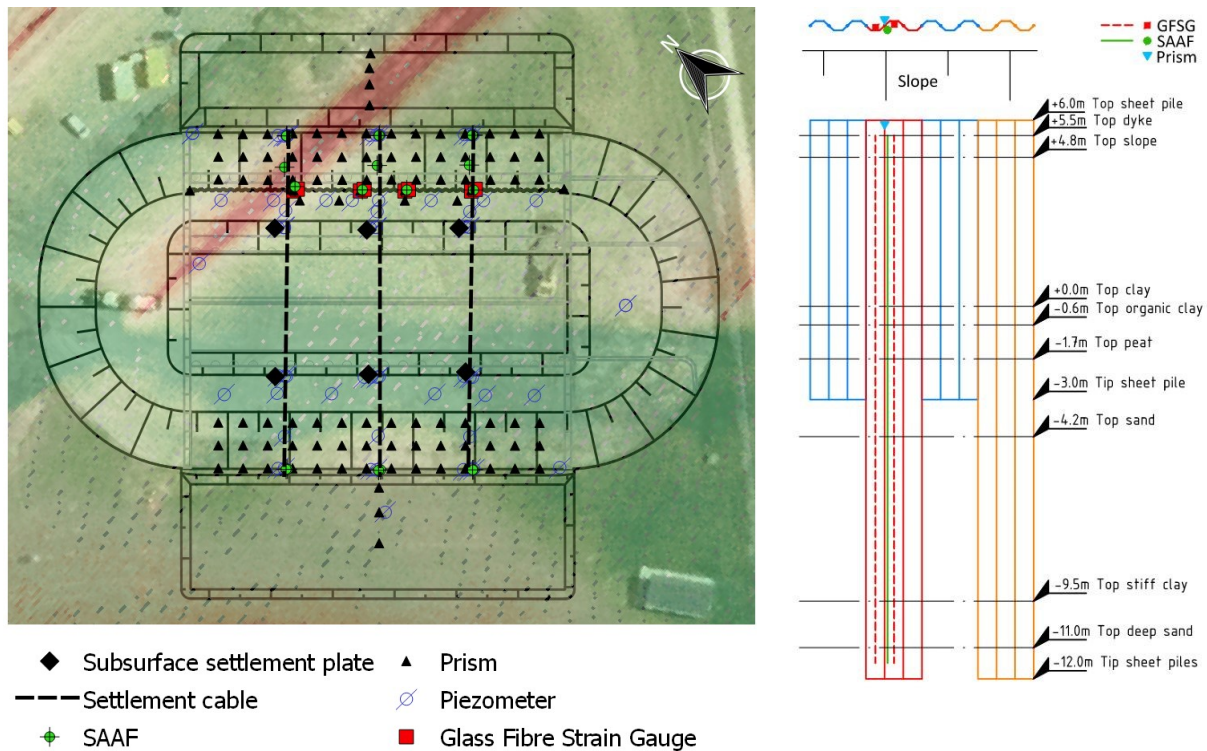 N
Subsurface settlement plate
Settlement cable
SAAF
Prism
Piezometer
Glass Fibre Strain Gauge
GFSG
SAAF
Prism
Slope
+6.0m Top sheet pile
+5.5m Top dyke
+4.8m Top slope
+0.0m Top clay
-0.6m Top organic clay
-1.7m Top peat
-3.0m Tip sheet pile
-4.2m Top sand
-9.5m Top stiff clay
-11.0m Top deep sand
-12.0m Tip sheet piles